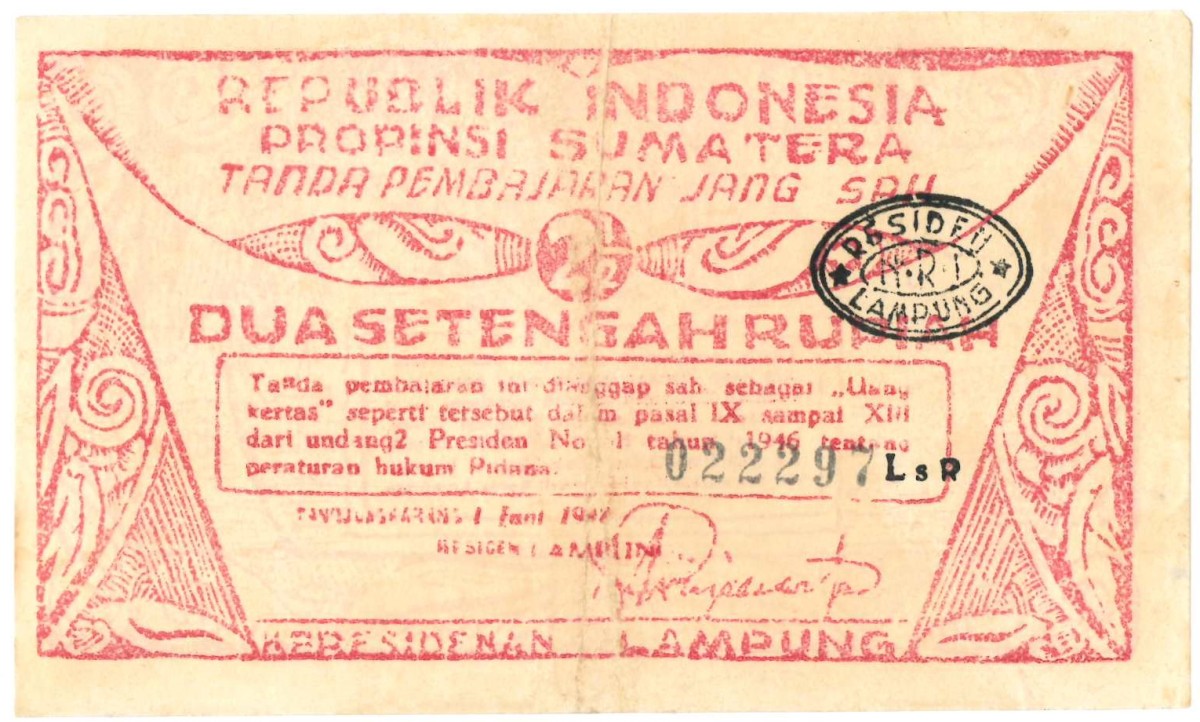 REPUBLIK INDONESIA
PROPINSI SUMATERA
TANDA PEMBAJARAN JANG SAH
2½
RESIDEN
N·R·I
LAMPUNG
DUA SETENGAH RUPIAH
Tanda pembajaran ini dianggap sah sebagai „Uang
kertas” seperti tersebut dalam pasal IX sampai XIII
dari undang2 Presiden No. 1 tahun 1946 tentang
peraturan hukum Pidana.
022297 LsR
1 Juni
RESIDEN LAMPUNG
KERESIDENAN LAMPUNG